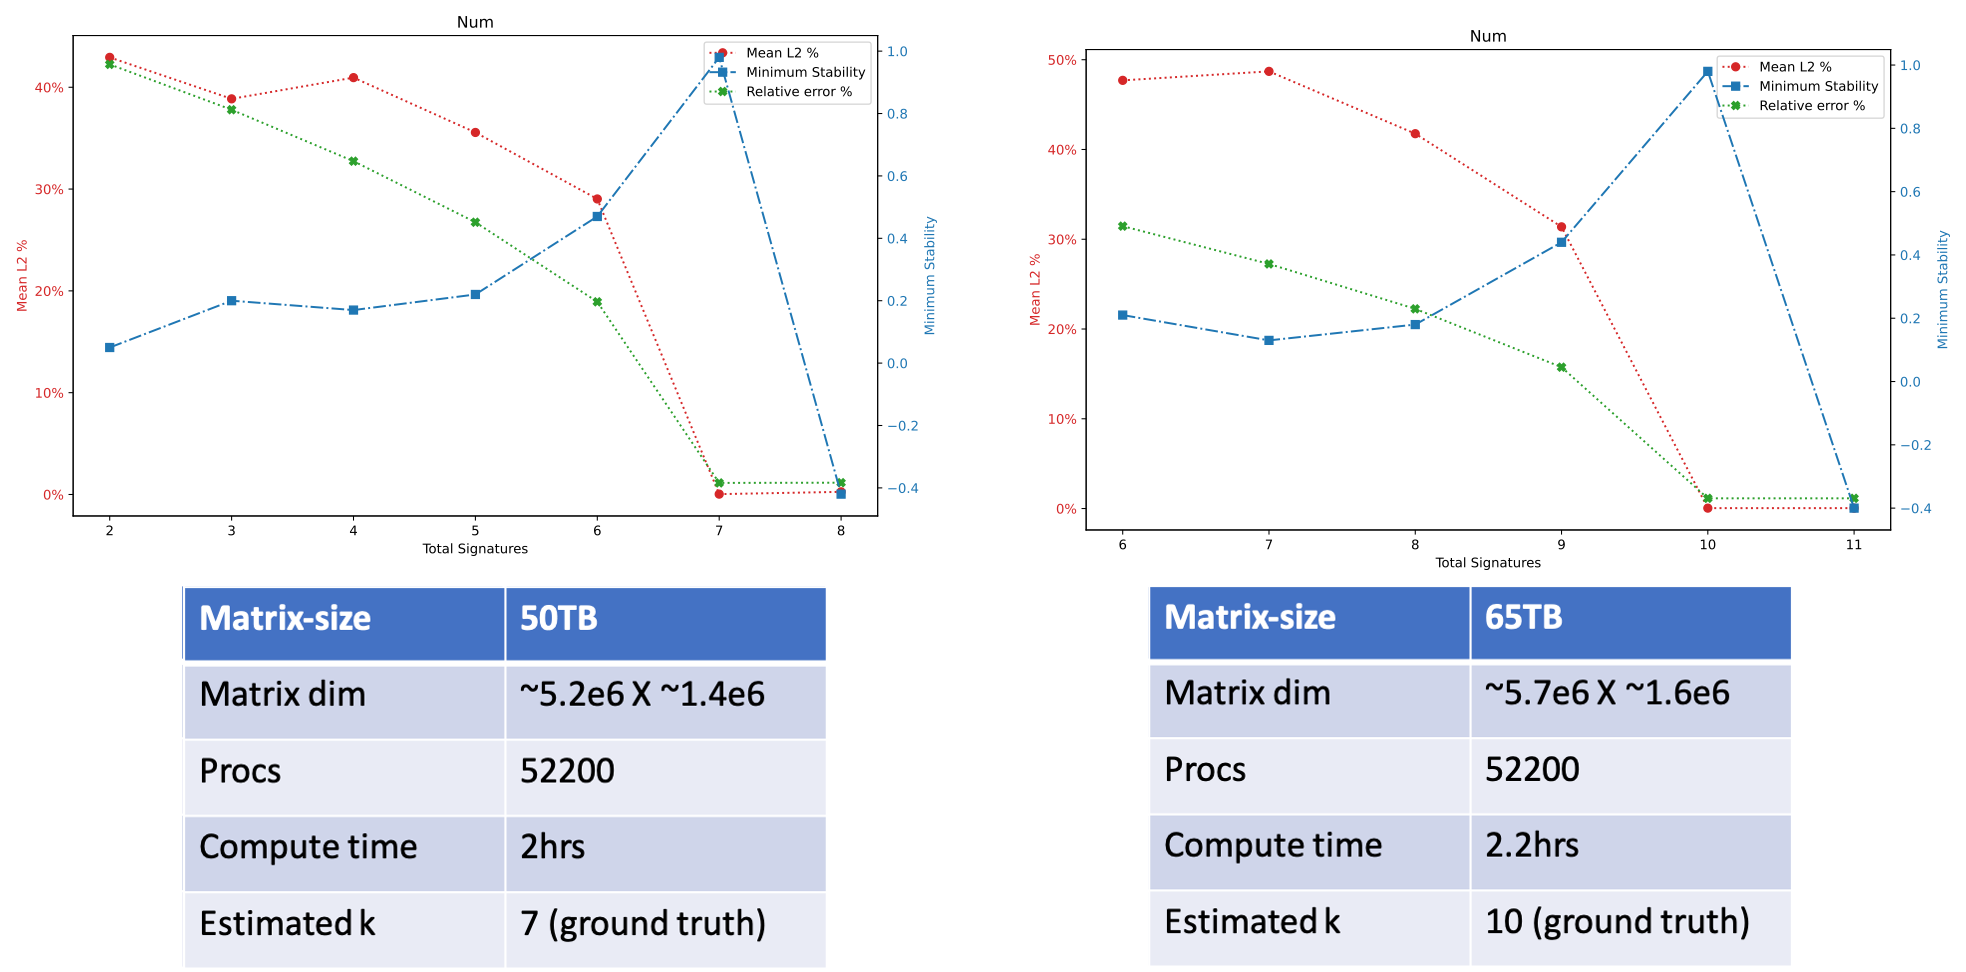 Num
Mean L2 %
Minimum Stability
Relative error %
40%
30%
20%
10%
0%
Mean L2 %
1.0
0.8
0.6
0.4
0.2
0.0
−0.2
−0.4
Minimum Stability
2 3 4 5 6 7 8
Total Signatures
Num
Mean L2 %
Minimum Stability
Relative error %
50%
40%
30%
20%
10%
0%
Mean L2 %
1.0
0.8
0.6
0.4
0.2
0.0
−0.2
−0.4
Minimum Stability
6 7 8 9 10 11
Total Signatures
Matrix-size 50TB
Matrix dim ~5.2e6 X ~1.4e6
Procs 52200
Compute time 2hrs
Estimated k 7 (ground truth)
Matrix-size 65TB
Matrix dim ~5.7e6 X ~1.6e6
Procs 52200
Compute time 2.2hrs
Estimated k 10 (ground truth)